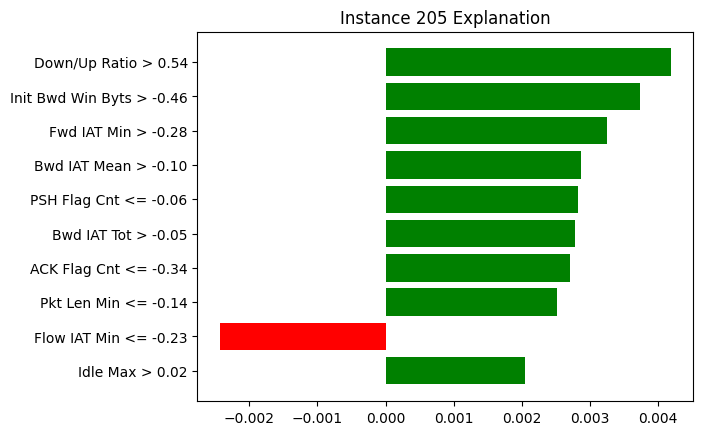 Instance 205 Explanation
Down/Up Ratio > 0.54
Init Bwd Win Byts > -0.46
Fwd IAT Min > -0.28
Bwd IAT Mean > -0.10
PSH Flag Cnt <= -0.06
Bwd IAT Tot > -0.05
ACK Flag Cnt <= -0.34
Pkt Len Min <= -0.14
Flow IAT Min <= -0.23
Idle Max > 0.02
−0.002 −0.001 0.000 0.001 0.002 0.003 0.004